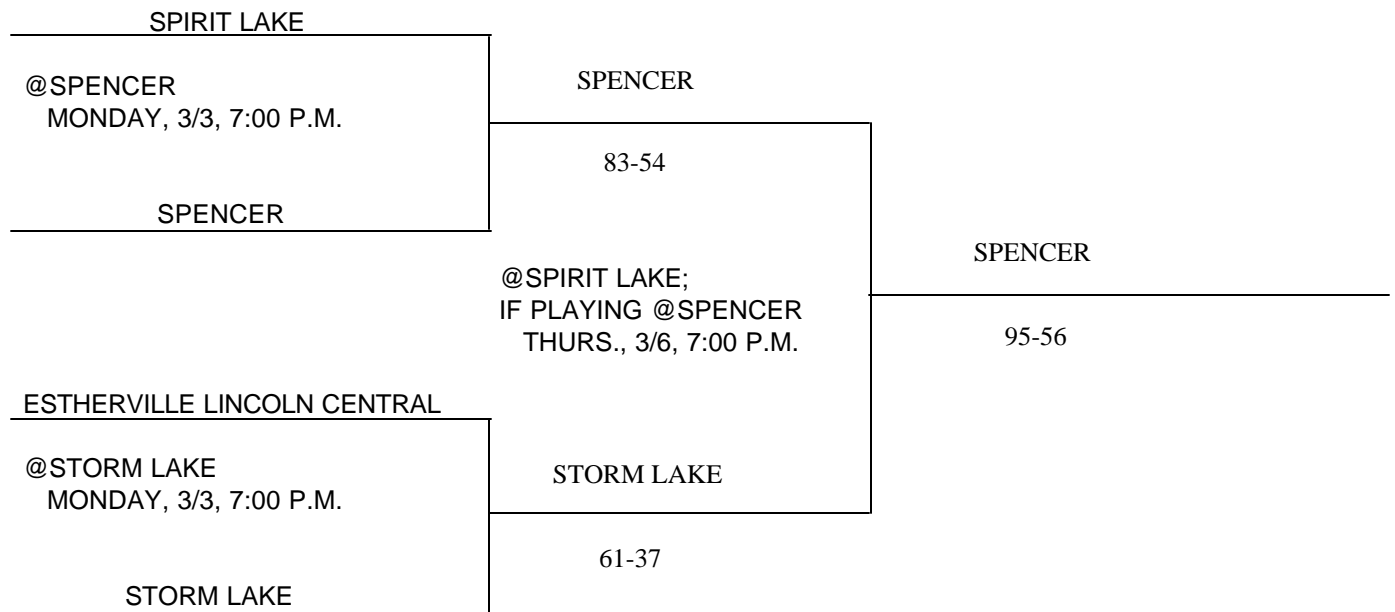 SPIRIT LAKE
@SPENCER
MONDAY, 3/3, 7:00 P.M.
SPENCER
SPENCER
83-54
@SPIRIT LAKE;
IF PLAYING @SPENCER
THURS., 3/6, 7:00 P.M.
SPENCER
95-56
ESTHERVILLE LINCOLN CENTRAL
@STORM LAKE
MONDAY, 3/3, 7:00 P.M.
STORM LAKE
STORM LAKE
61-37